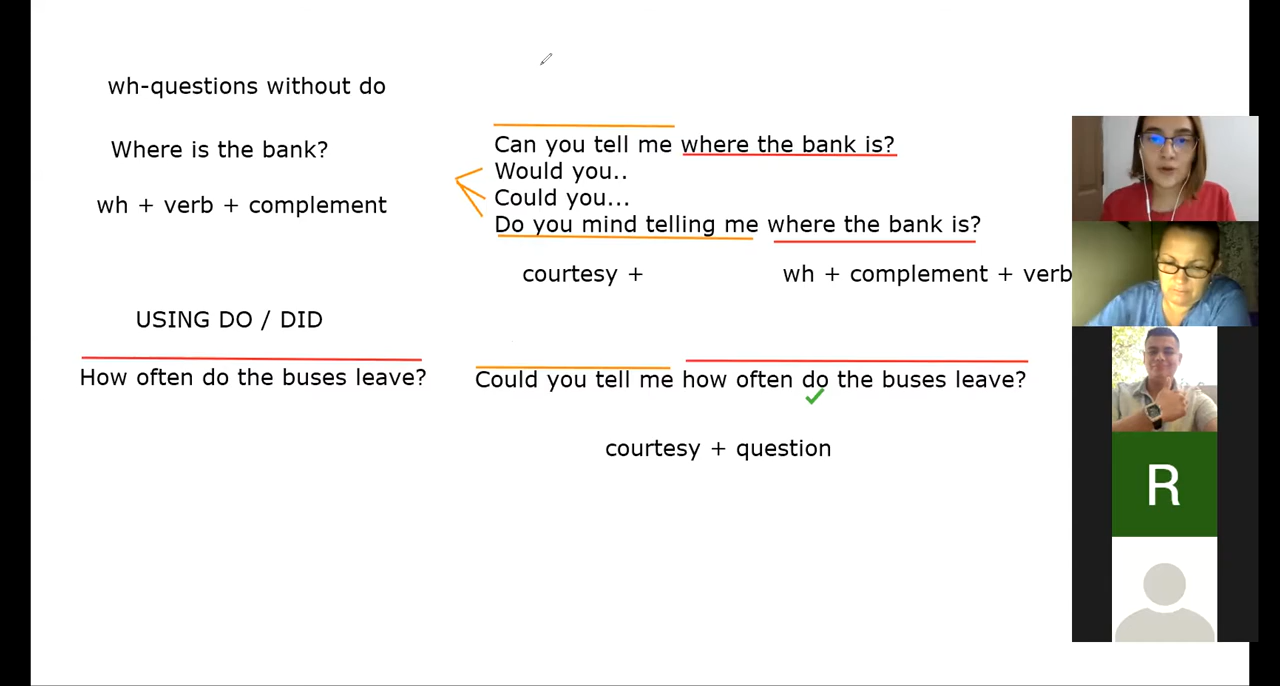 wh-questions without do
Where is the bank?
wh + verb + complement
Can you tell me where the bank is?
Would you..
Could you...
Do you mind telling me where the bank is?
courtesy +
wh + complement + verb
USING DO / DID
How often do the buses leave?
Could you tell me how often do the buses leave?
courtesy + question
R